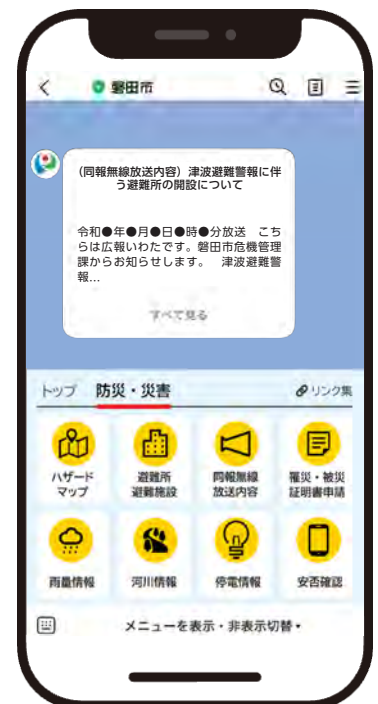 磐田市
(同報無線放送内容) 津波避難警報に伴
う避難所の開設について
令和●年●月●日●時●分放送 こち
らは広報いわたです。磐田市危機管理
課からお知らせします。 津波避難警
報...
すべて見る
トップ 防災・災害 リンク集
ハザード
マップ
避難所
避難施設
同報無線
放送内容
罹災・被災
証明書申請
雨量情報 河川情報 停電情報 安否確認
メニューを表示・非表示切替▾